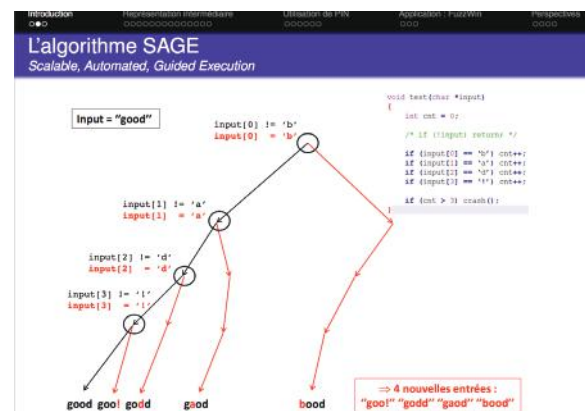 Introduction Représentation intermédiaire Utilisation de PIN Application : FuzzWin Perspectives
L'algorithme SAGE
Scalable, Automated, Guided Execution
Input = "good"
input[0] != 'b'
input[0] = 'b'
input[1] != 'a'
input[1] = 'a'
input[2] != 'd'
input[2] = 'd'
input[3] != '!'
input[3] = '!'
void test(char *input)
{
int cnt = 0;
/* if (!input) return; */
if (input[0] == 'b') cnt++;
if (input[1] == 'a') cnt++;
if (input[2] == 'd') cnt++;
if (input[3] == '!') cnt++;
if (cnt > 3) crash();
}
good goo! godd gaod bood
⇒ 4 nouvelles entrées :
"goo!" "godd" "gaod" "bood"